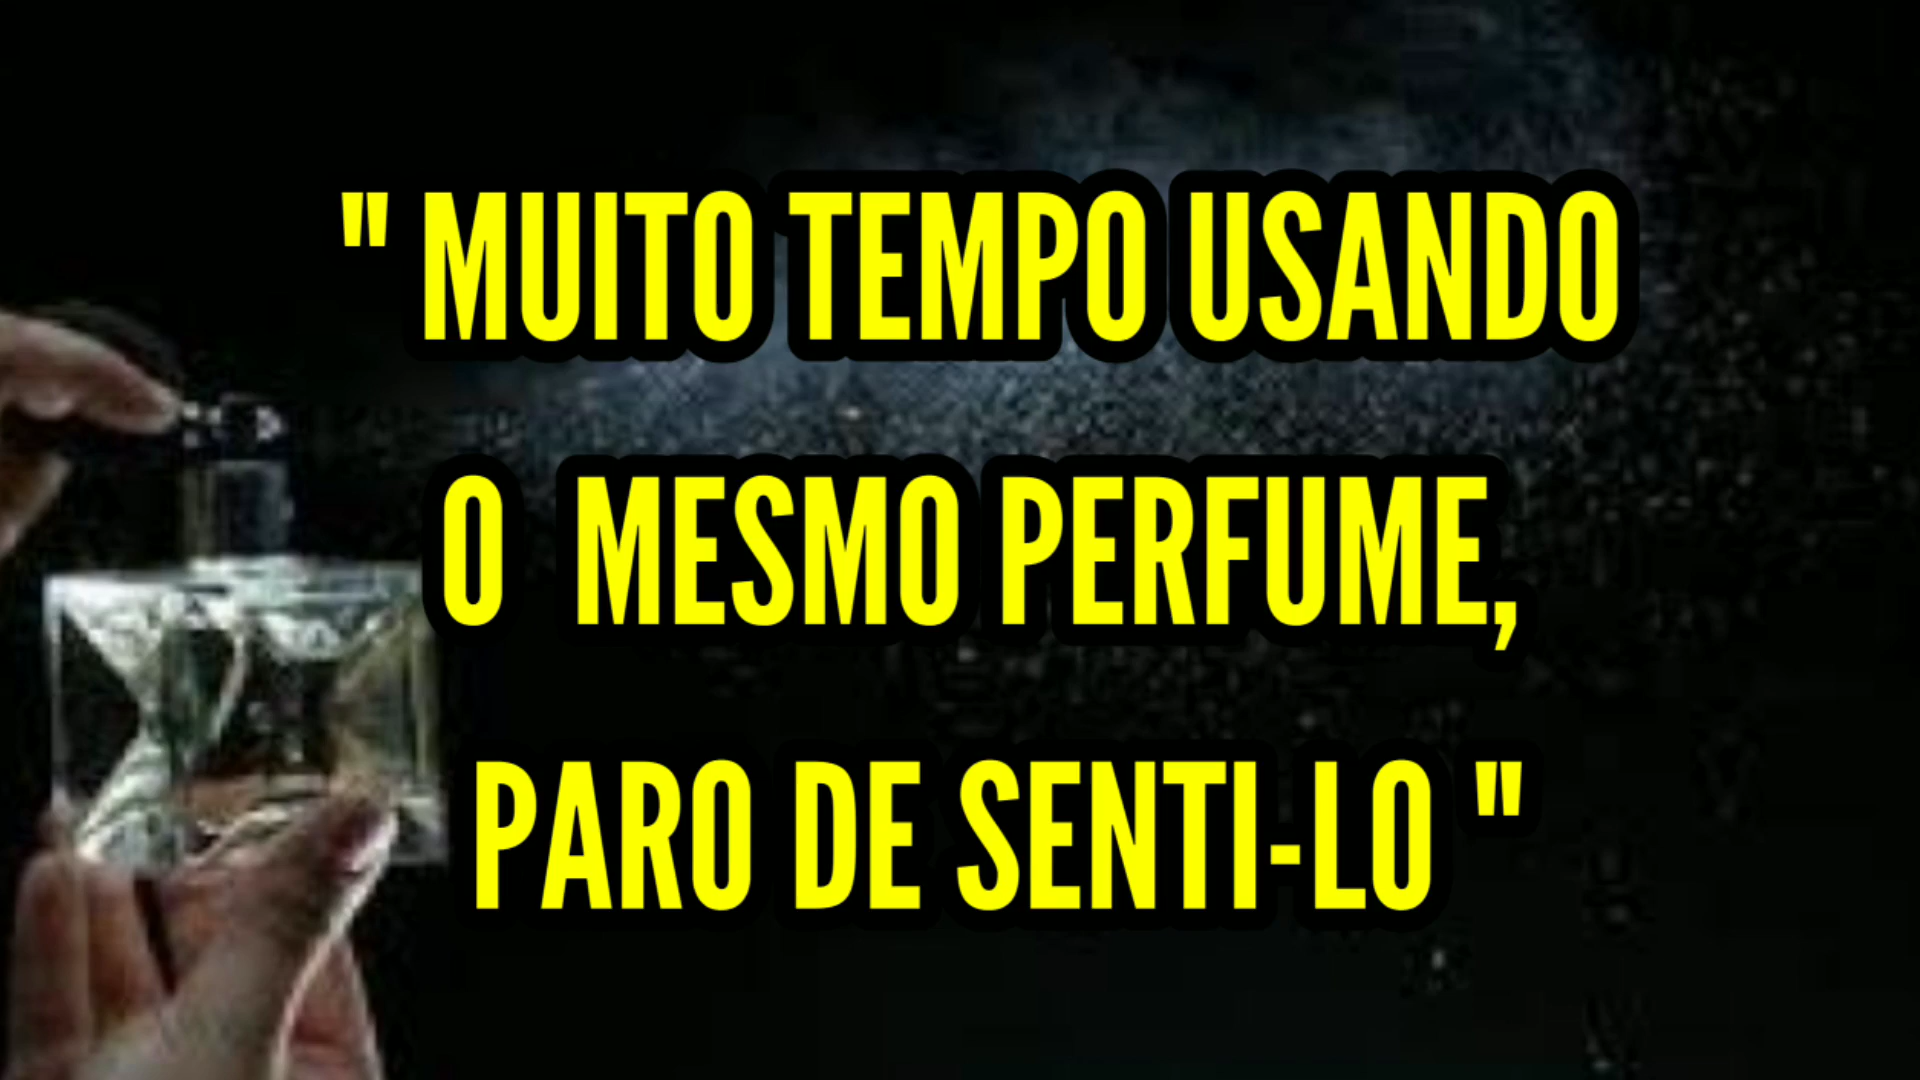 " MUITO TEMPO USANDO
O MESMO PERFUME,
PARO DE SENTI-LO "